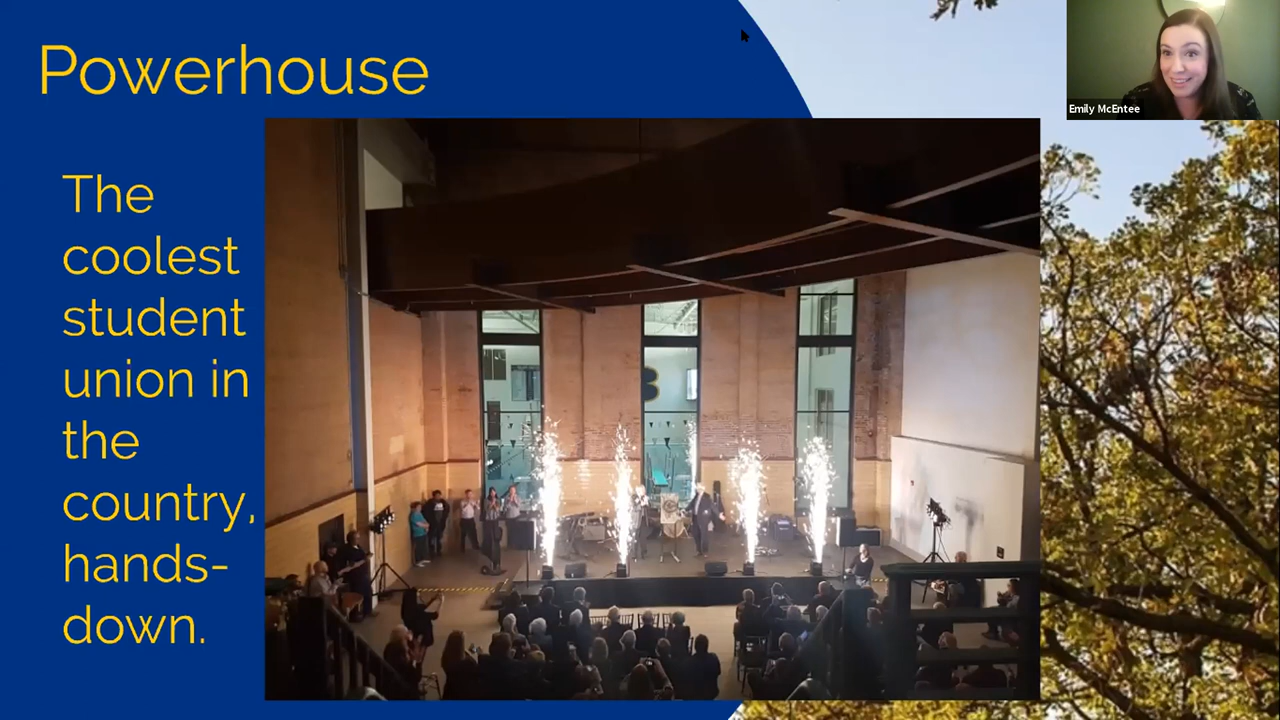 Powerhouse
Emily McEntee
The
coolest
student
union in
the
country,
hands-
down.